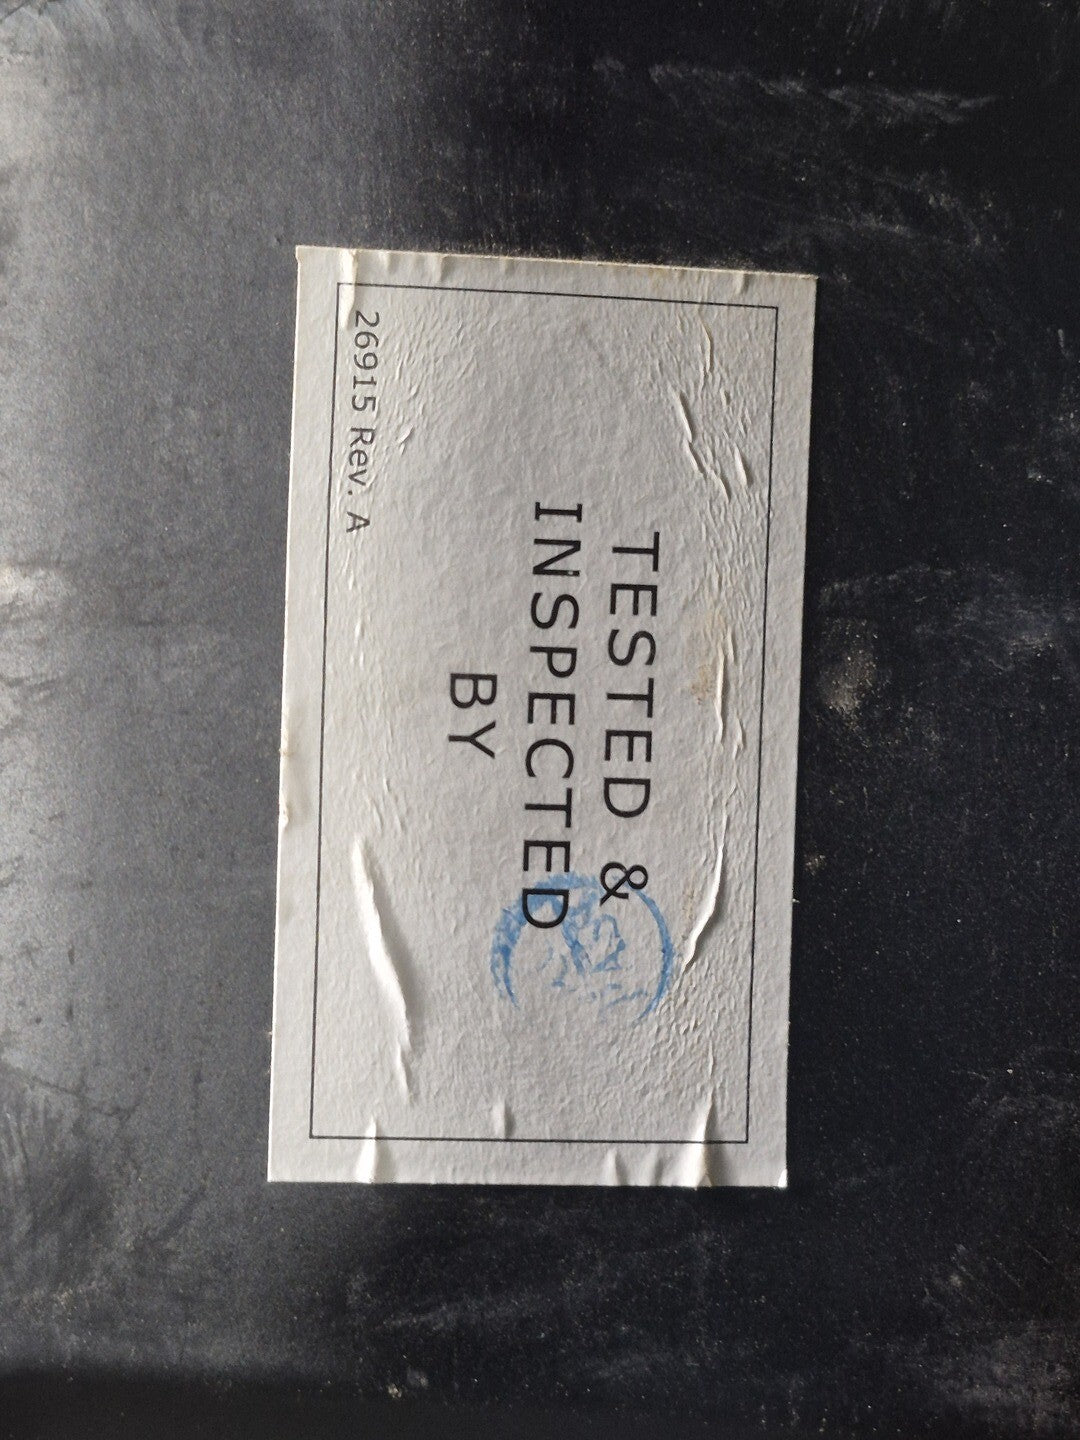 TESTED &
INSPECTED
BY
26915 Rev. A